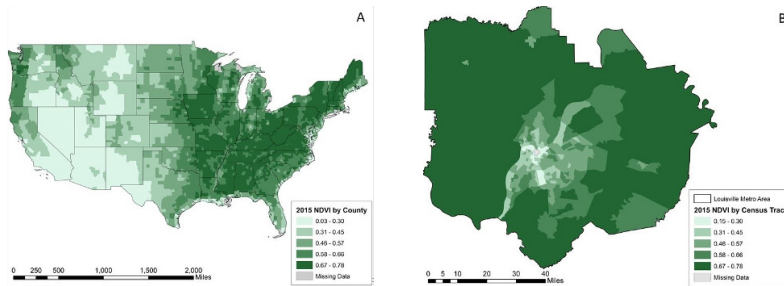 A
2015 NDVI by County
0.03 - 0.30
0.31 - 0.45
0.46 - 0.57
0.58 - 0.66
0.67 - 0.78
Missing Data
0 250 500 1,000 1,500 2,000
Miles
B
Louisville Metro Area
2015 NDVI by Census Tract
0.15 - 0.30
0.31 - 0.45
0.46 - 0.57
0.58 - 0.66
0.67 - 0.78
Missing Data
0 5 10 20 30 40
Miles